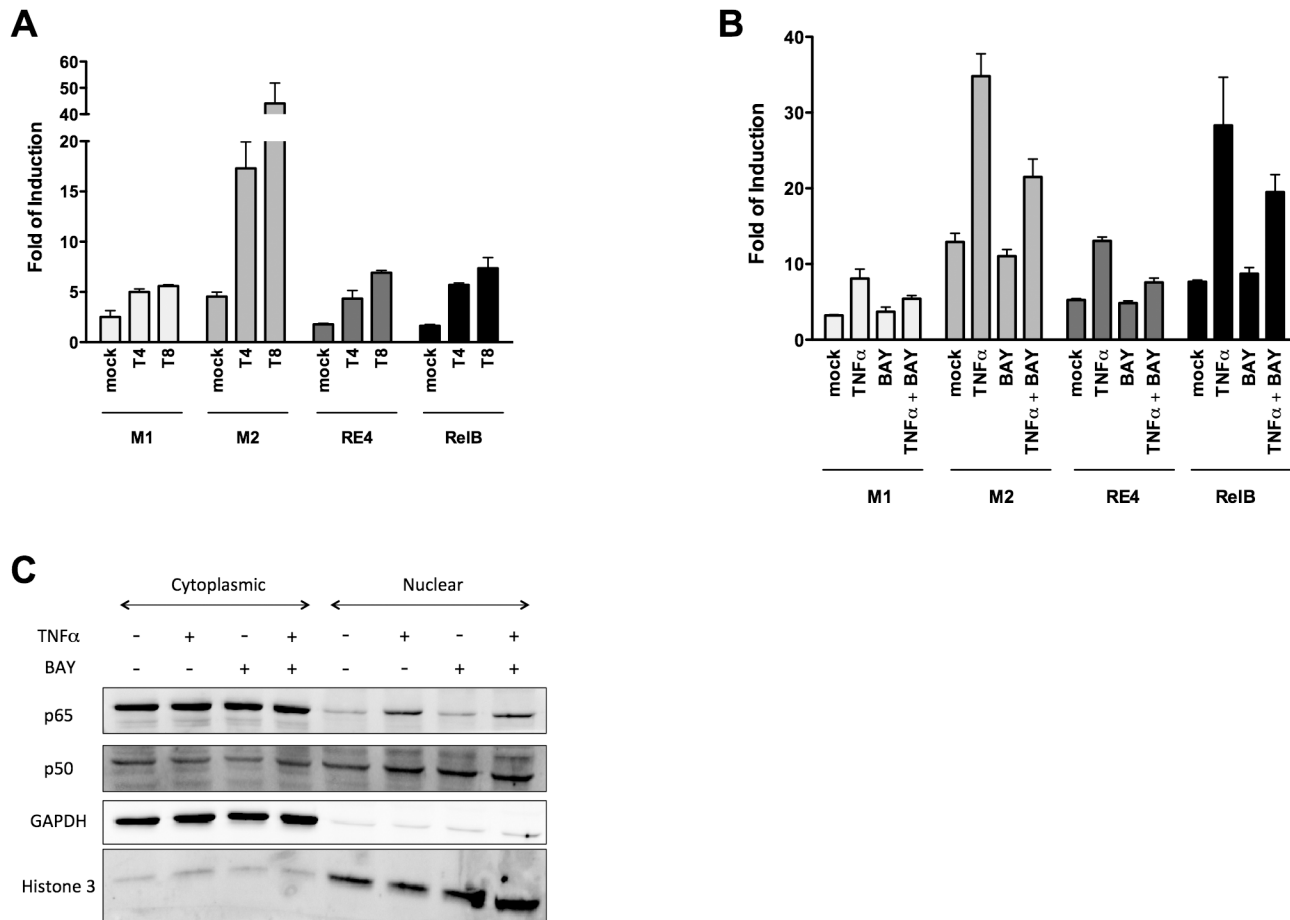 A
Fold of Induction
60
50
40
20
15
10
5
0
mock T4 T8 mock T4 T8 mock T4 T8 mock T4 T8
M1 M2 RE4 RelB
B
Fold of Induction
40
30
20
10
0
mock TNFα BAY TNFα + BAY mock TNFα BAY TNFα + BAY mock TNFα BAY TNFα + BAY mock TNFα BAY TNFα + BAY
M1 M2 RE4 RelB
C
Cytoplasmic Nuclear
TNFα - + - + - + - +
BAY - - + + - - + +
p65
p50
GAPDH
Histone 3